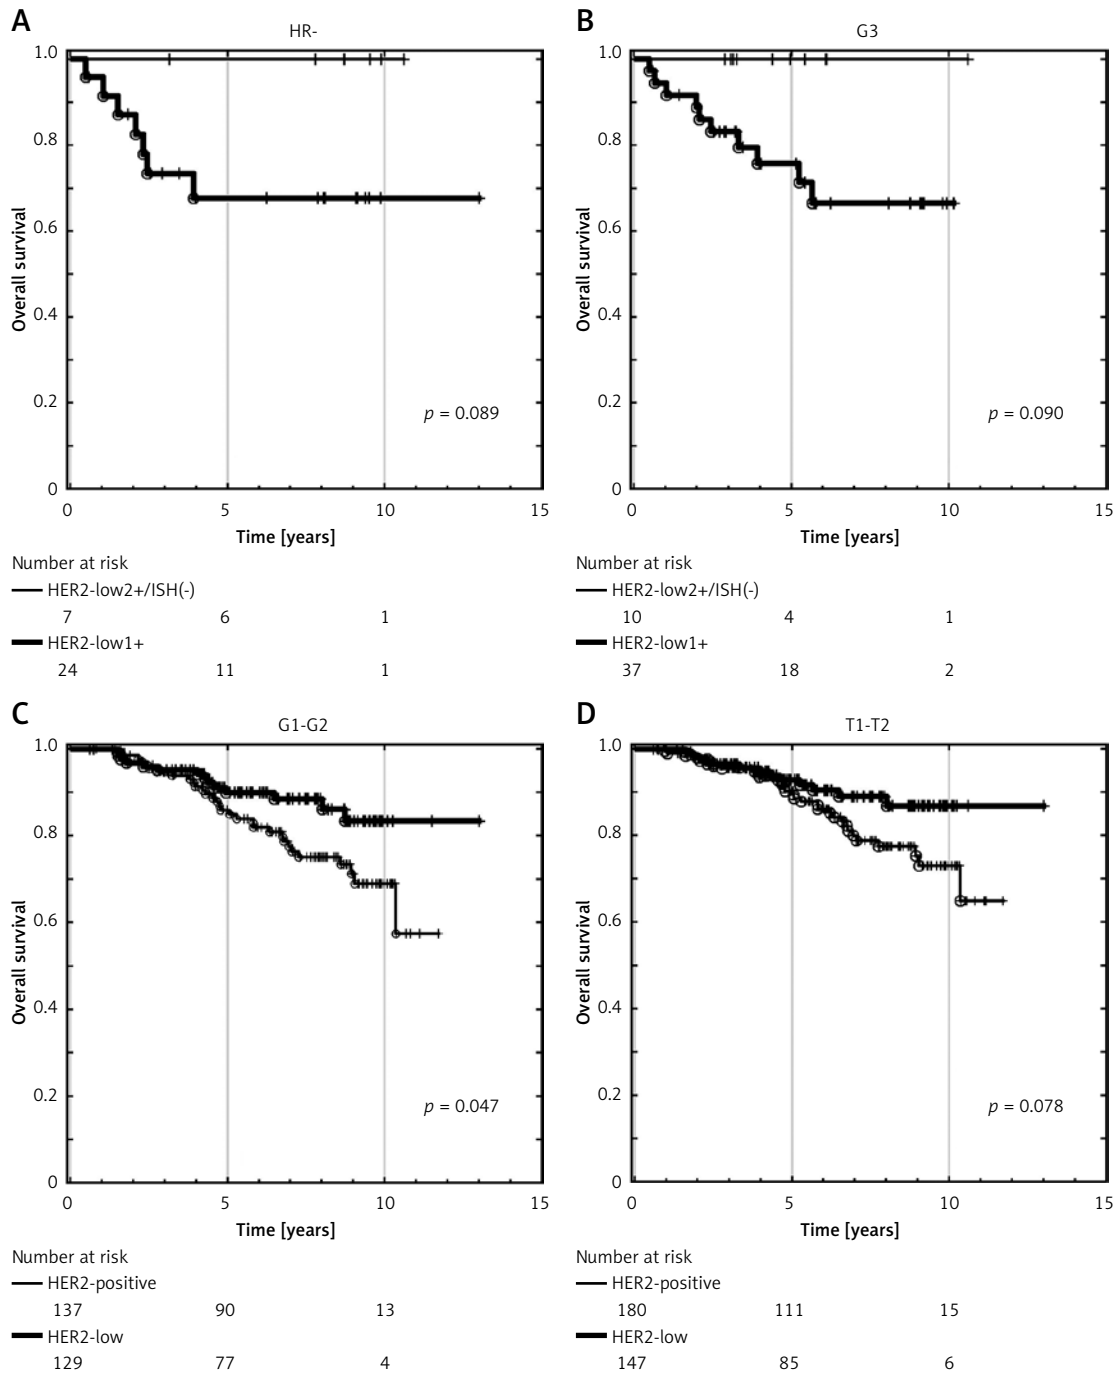 A
HR-
1.0
0.8
0.6
0.4
0.2
0
Overall survival
p = 0.089
0 5 10 15
Time [years]
Number at risk
HER2-low2+/ISH(-)
7 6 1
HER2-low1+
24 11 1
B
G3
1.0
0.8
0.6
0.4
0.2
0
Overall survival
p = 0.090
0 5 10 15
Time [years]
Number at risk
HER2-low2+/ISH(-)
10 4 1
HER2-low1+
37 18 2
C
G1-G2
1.0
0.8
0.6
0.4
0.2
0
Overall survival
p = 0.047
0 5 10 15
Time [years]
Number at risk
HER2-positive
137 90 13
HER2-low
129 77 4
D
T1-T2
1.0
0.8
0.6
0.4
0.2
0
Overall survival
p = 0.078
0 5 10 15
Time [years]
Number at risk
HER2-positive
180 111 15
HER2-low
147 85 6